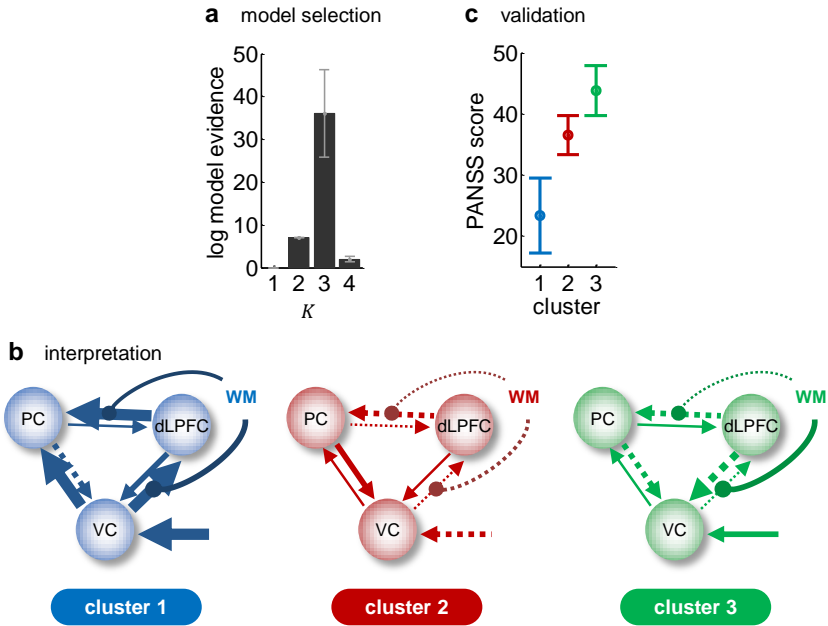 a model selection
log model evidence
50
40
30
20
10
0
1 2 3 4
K
c validation
PANSS score
50
40
30
20
1 2 3
cluster
b interpretation
WM
PC
dLPFC
VC
cluster 1
WM
PC
dLPFC
VC
cluster 2
WM
PC
dLPFC
VC
cluster 3